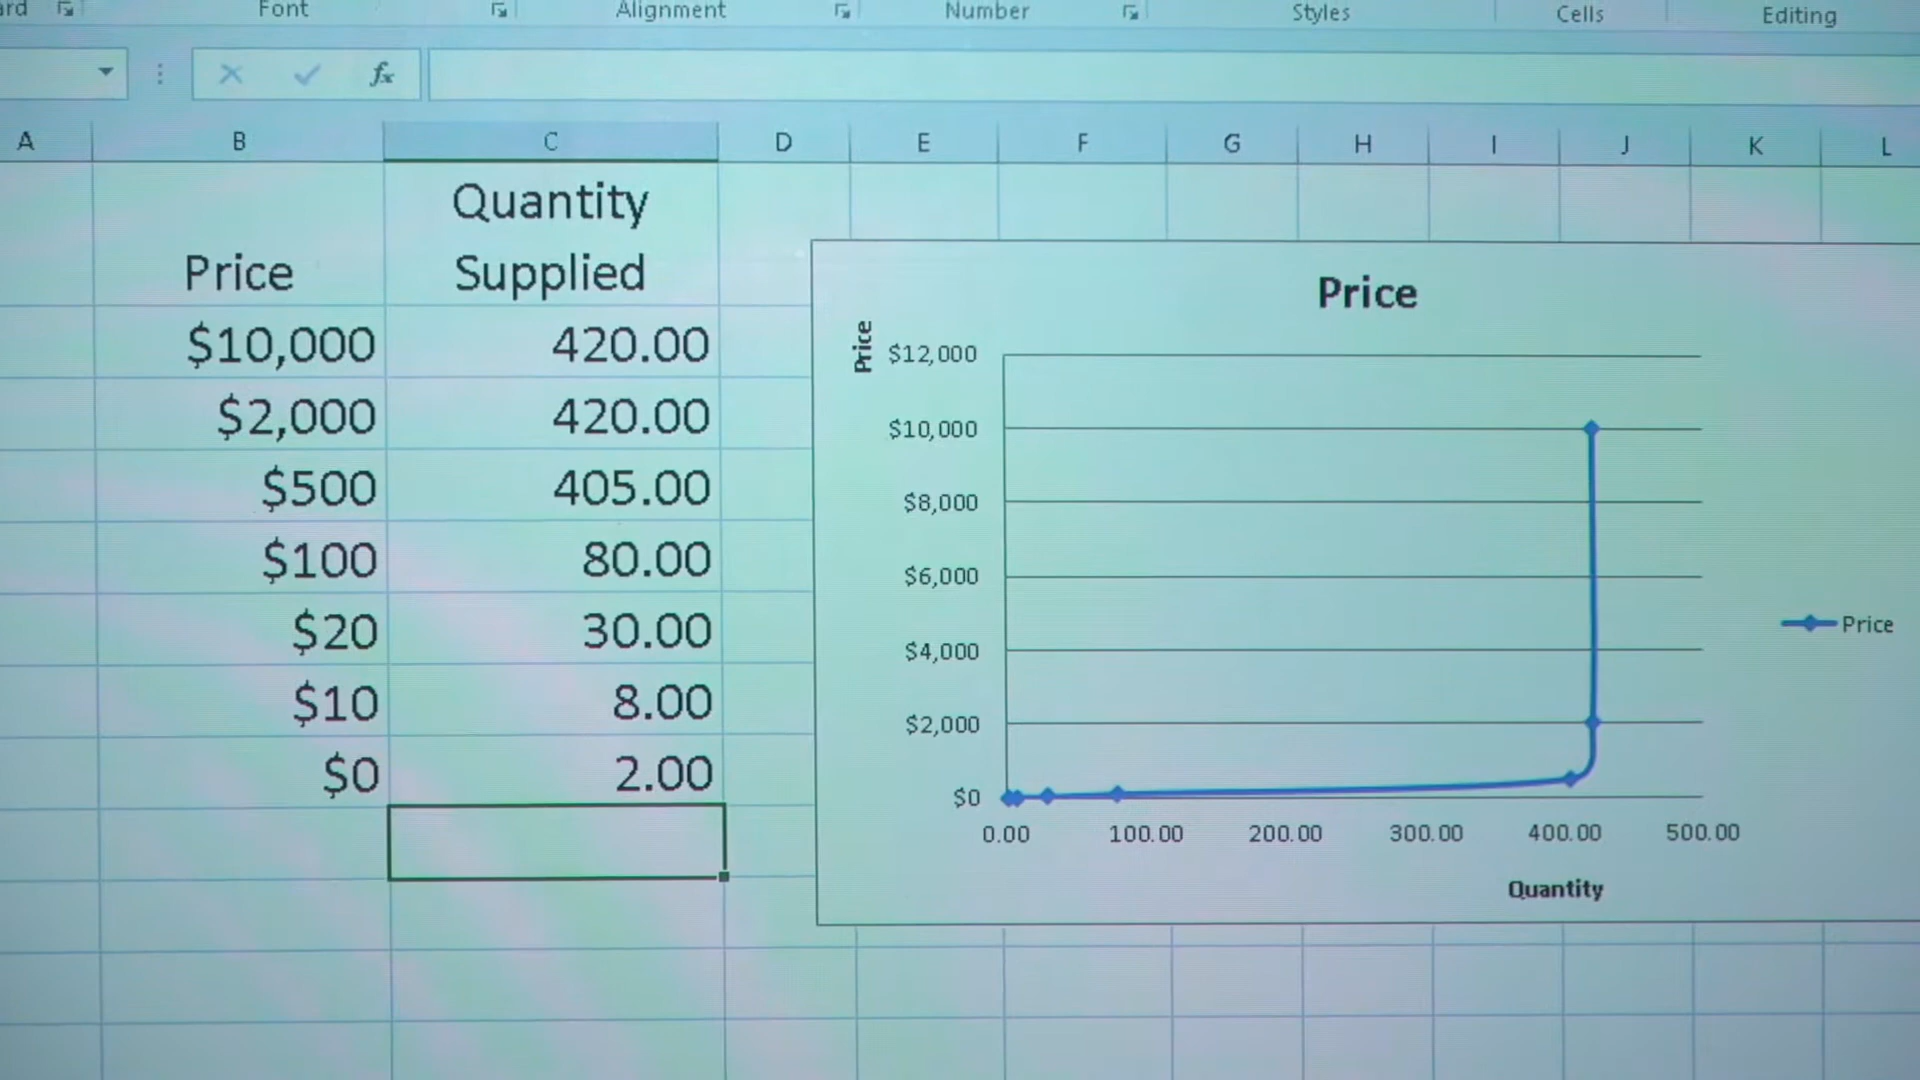 Font Alignment Number Styles Cells Editing
fx
A B C D E F G H I J K L
Quantity
Price Supplied
$10,000 420.00
$2,000 420.00
$500 405.00
$100 80.00
$20 30.00
$10 8.00
$0 2.00
Price
Price
$12,000
$10,000
$8,000
$6,000
$4,000
$2,000
$0
0.00 100.00 200.00 300.00 400.00 500.00
Quantity
Price